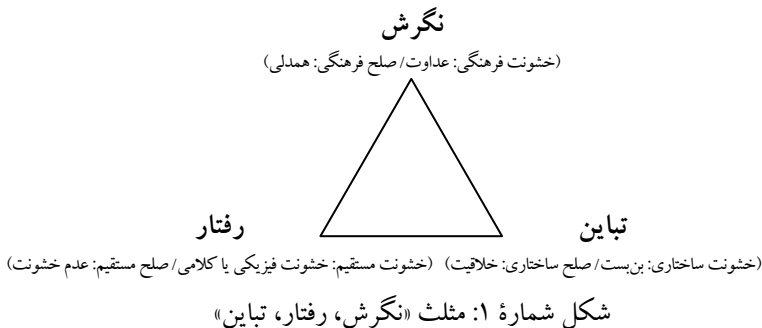 نگرش
(خشونت فرهنگی: عداوت/ صلح فرهنگی: همدلی)
تباین
رفتار
(خشونت ساختاری: بن‌بست/ صلح ساختاری: خلاقیت)
(خشونت مستقیم: خشونت فیزیکی یا کلامی/ صلح مستقیم: عدم خشونت)
شکل شمارهٔ ۱: مثلث «نگرش، رفتار، تباین»